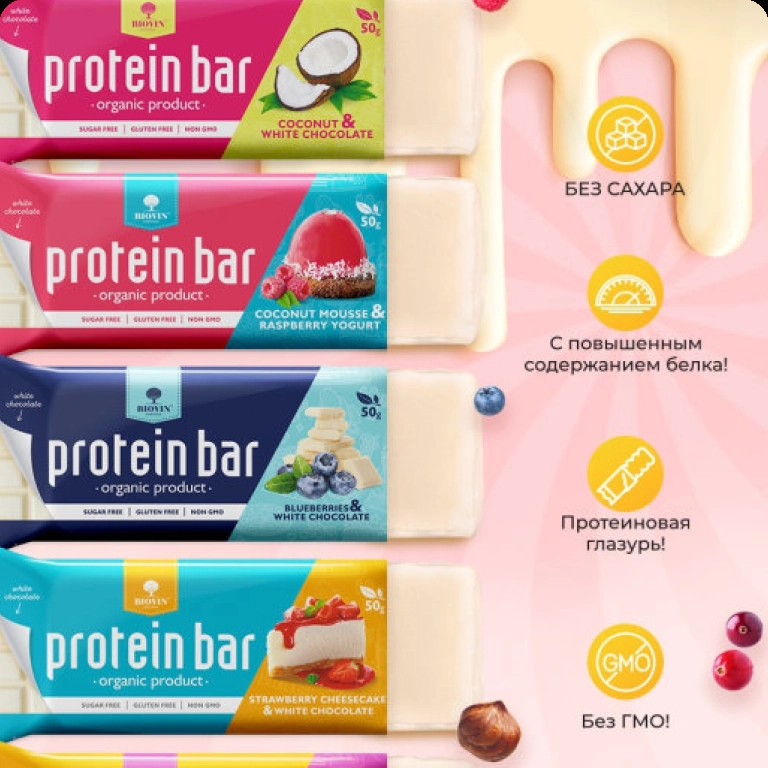 white
chocolate
BIOVIN
50g
protein bar
· organic product ·
SUGAR FREE | GLUTEN FREE | NON GMO
COCONUT &
WHITE CHOCOLATE
БЕЗ САХАРА
white
chocolate
BIOVIN
50g
protein bar
· organic product ·
SUGAR FREE | GLUTEN FREE | NON GMO
COCONUT MOUSSE &
RASPBERRY YOGURT
С повышенным
содержанием белка!
white
chocolate
BIOVIN
50g
protein bar
· organic product ·
SUGAR FREE | GLUTEN FREE | NON GMO
BLUEBERRIES &
WHITE CHOCOLATE
Протеиновая
глазурь!
white
chocolate
BIOVIN
50g
protein bar
· organic product ·
SUGAR FREE | GLUTEN FREE | NON GMO
STRAWBERRY CHEESECAKE
& WHITE CHOCOLATE
GMO
Без ГМО!